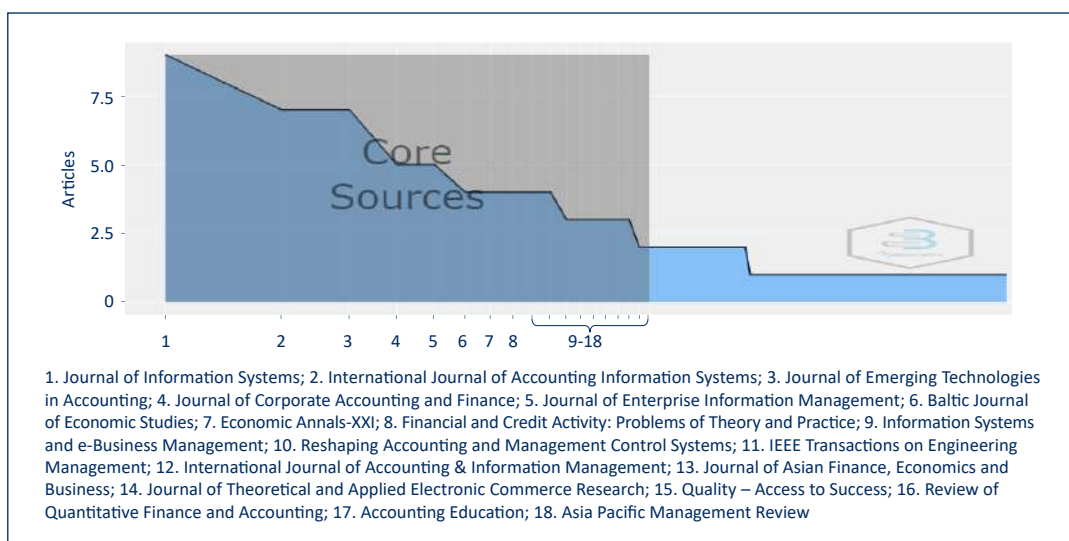 7.5
5.0
2.5
0
Articles
Core
Sources
1 2 3 4 5 6 7 8 9-18
1. Journal of Information Systems; 2. International Journal of Accounting Information Systems; 3. Journal of Emerging Technologies
in Accounting; 4. Journal of Corporate Accounting and Finance; 5. Journal of Enterprise Information Management; 6. Baltic Journal
of Economic Studies; 7. Economic Annals-XXI; 8. Financial and Credit Activity: Problems of Theory and Practice; 9. Information Systems
and e-Business Management; 10. Reshaping Accounting and Management Control Systems; 11. IEEE Transactions on Engineering
Management; 12. International Journal of Accounting & Information Management; 13. Journal of Asian Finance, Economics and
Business; 14. Journal of Theoretical and Applied Electronic Commerce Research; 15. Quality – Access to Success; 16. Review of
Quantitative Finance and Accounting; 17. Accounting Education; 18. Asia Pacific Management Review